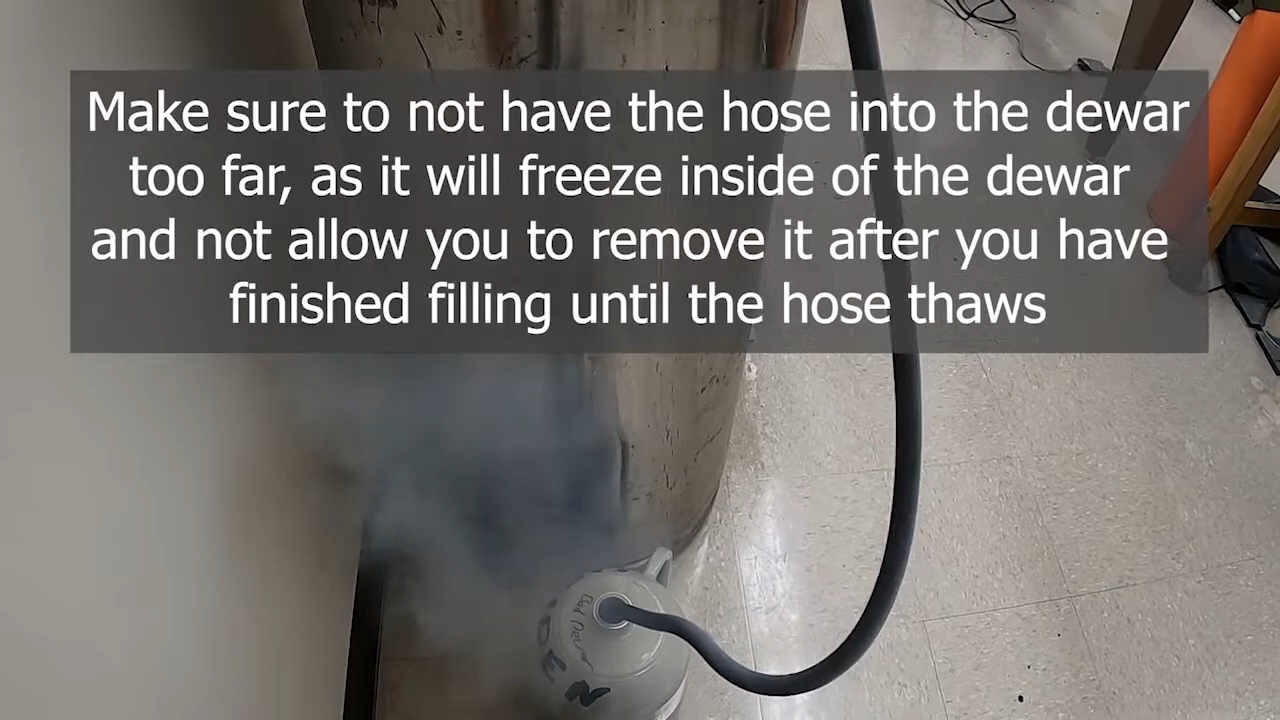 Make sure to not have the hose into the dewar
too far, as it will freeze inside of the dewar
and not allow you to remove it after you have
finished filling until the hose thaws